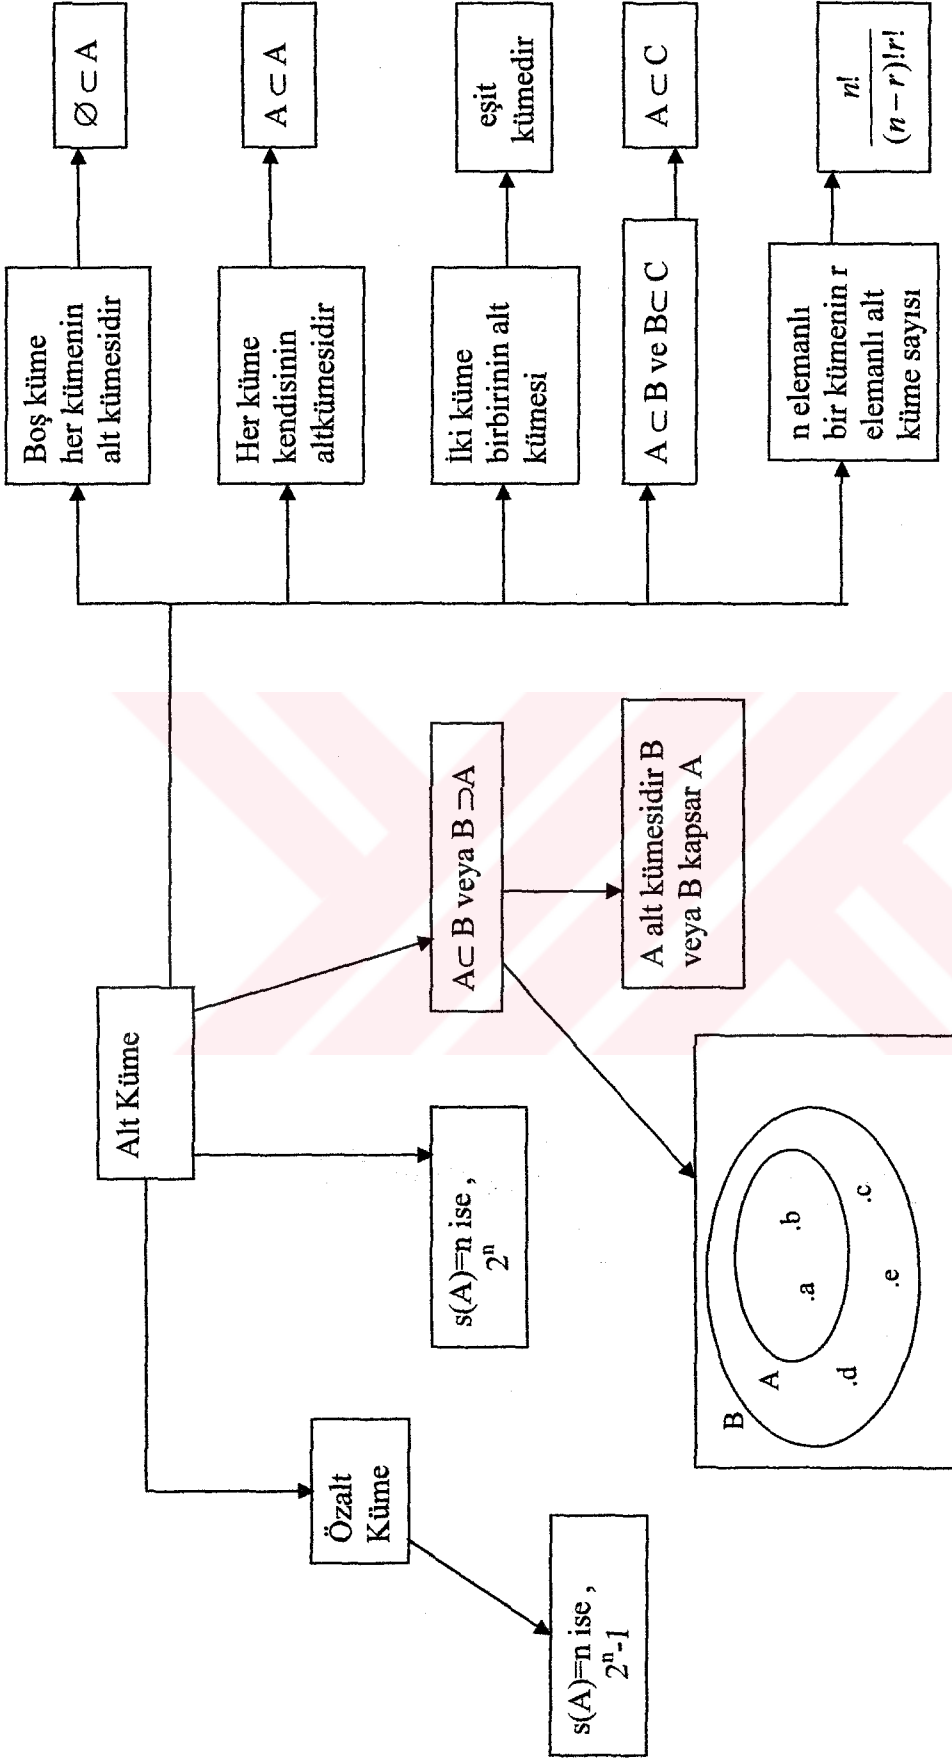 Alt Küme
Özalt
Küme
s(A)=n ise ,
2ⁿ-1
s(A)=n ise ,
2ⁿ
A⊂ B veya B ⊃A
A alt kümesidir B
veya B kapsar A
B
A
.a
.b
.c
.d
.e
Boş küme
her kümenin
alt kümesidir
Ø ⊂ A
Her küme
kendisinin
altkümesidir
A ⊂ A
İki küme
birbirinin alt
kümesi
eşit
kümedir
A ⊂ B ve B⊂ C
A ⊂ C
n elemanlı
bir kümenin r
elemanlı alt
küme sayısı
n!
(n − r)!r!